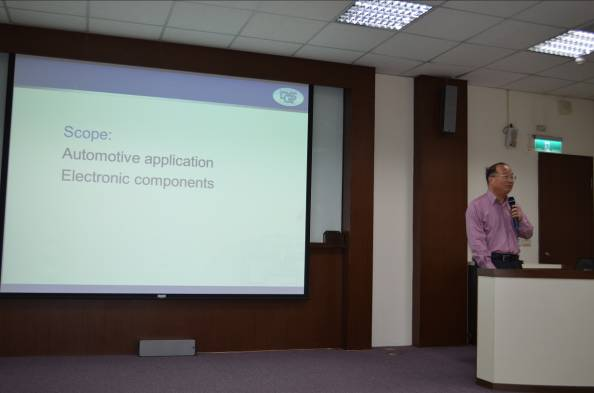 Scope:
Automotive application
Electronic components